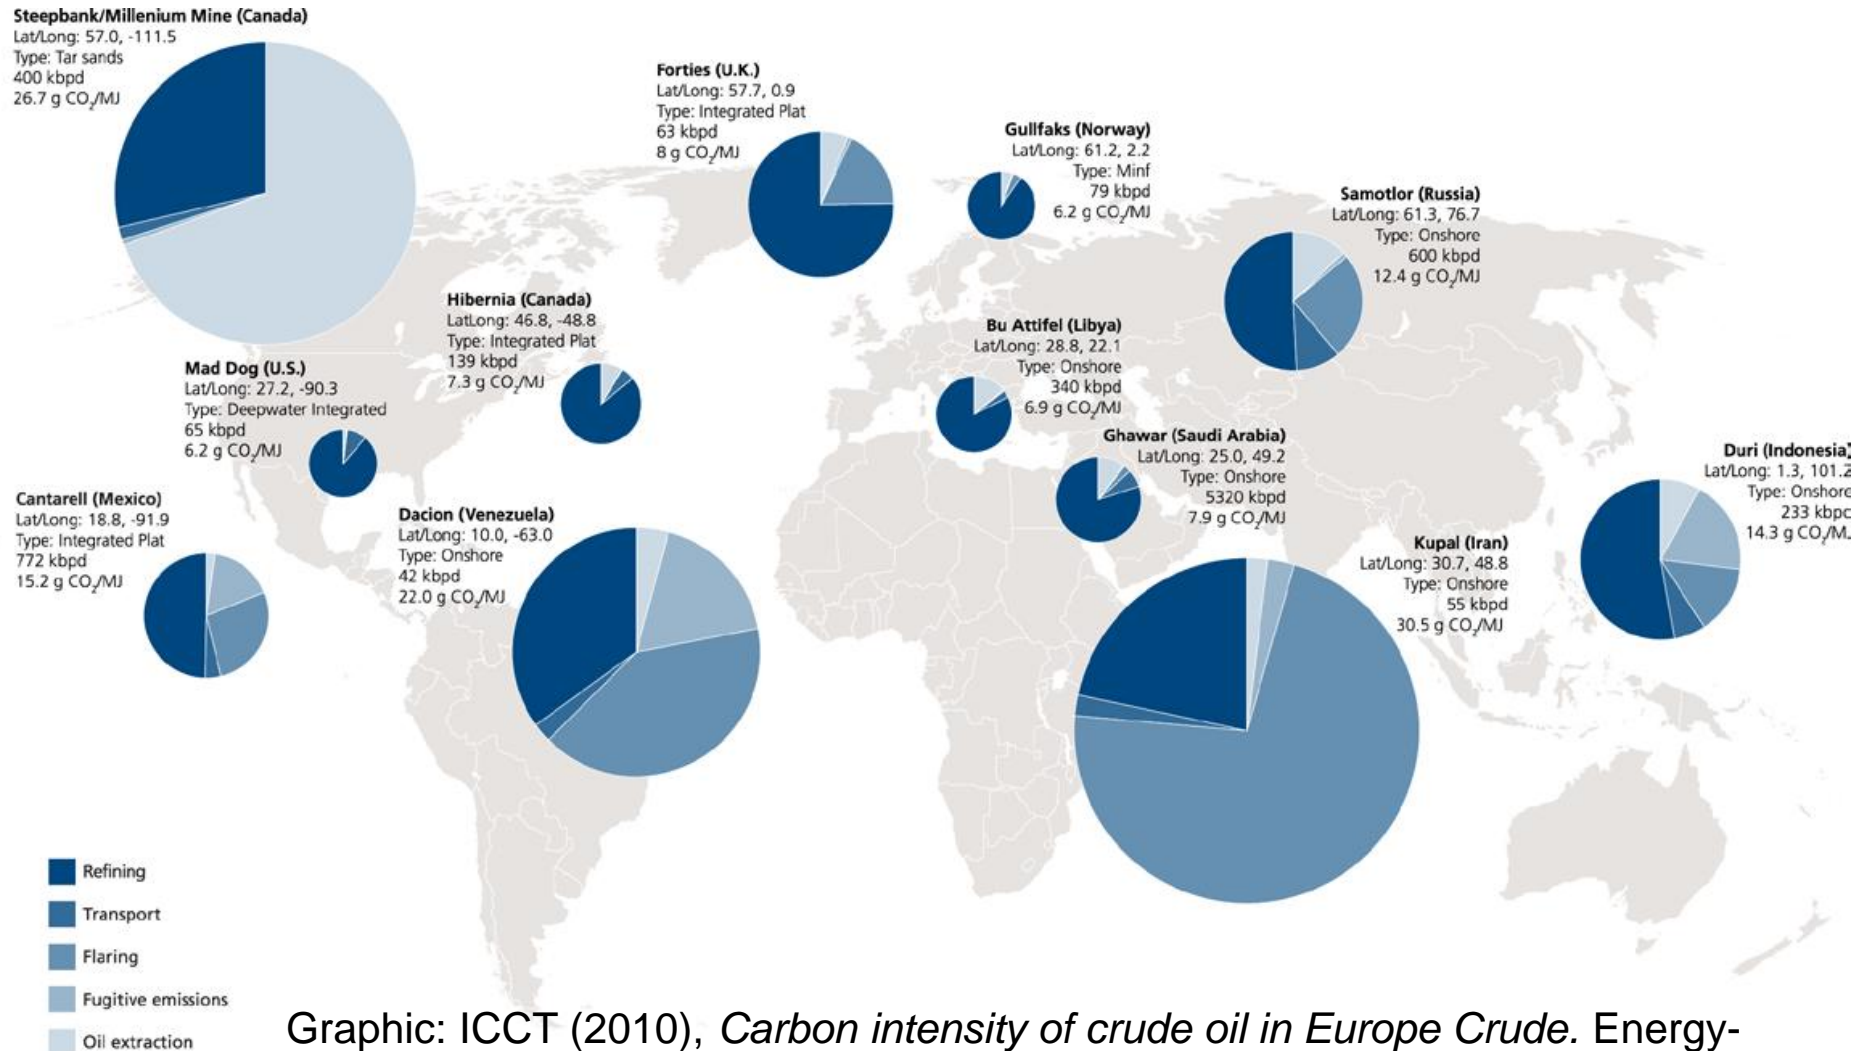 Steepbank/Millenium Mine (Canada)
Lat/Long: 57.0, -111.5
Type: Tar sands
400 kbpd
26.7 g CO2/MJ
Forties (U.K.)
Lat/Long: 57.7, 0.9
Type: Integrated Plat
63 kbpd
8 g CO2/MJ
Gullfaks (Norway)
Lat/Long: 61.2, 2.2
Type: Minf
79 kbpd
6.2 g CO2/MJ
Samotlor (Russia)
Lat/Long: 61.3, 76.7
Type: Onshore
600 kbpd
12.4 g CO2/MJ
Hibernia (Canada)
LatLong: 46.8, -48.8
Type: Integrated Plat
139 kbpd
7.3 g CO2/MJ
Bu Attifel (Libya)
Lat/Long: 28.8, 22.1
Type: Onshore
340 kbpd
6.9 g CO2/MJ
Mad Dog (U.S.)
Lat/Long: 27.2, -90.3
Type: Deepwater Integrated
65 kbpd
6.2 g CO2/MJ
Ghawar (Saudi Arabia)
Lat/Long: 25.0, 49.2
Type: Onshore
5320 kbpd
7.9 g CO2/MJ
Duri (Indonesia)
Lat/Long: 1.3, 101.2
Type: Onshore
233 kbpd
14.3 g CO2/MJ
Cantarell (Mexico)
Lat/Long: 18.8, -91.9
Type: Integrated Plat
772 kbpd
15.2 g CO2/MJ
Dacion (Venezuela)
Lat/Long: 10.0, -63.0
Type: Onshore
42 kbpd
22.0 g CO2/MJ
Kupal (Iran)
Lat/Long: 30.7, 48.8
Type: Onshore
55 kbpd
30.5 g CO2/MJ
Refining
Transport
Flaring
Fugitive emissions
Oil extraction
Graphic: ICCT (2010), Carbon intensity of crude oil in Europe Crude. Energy-